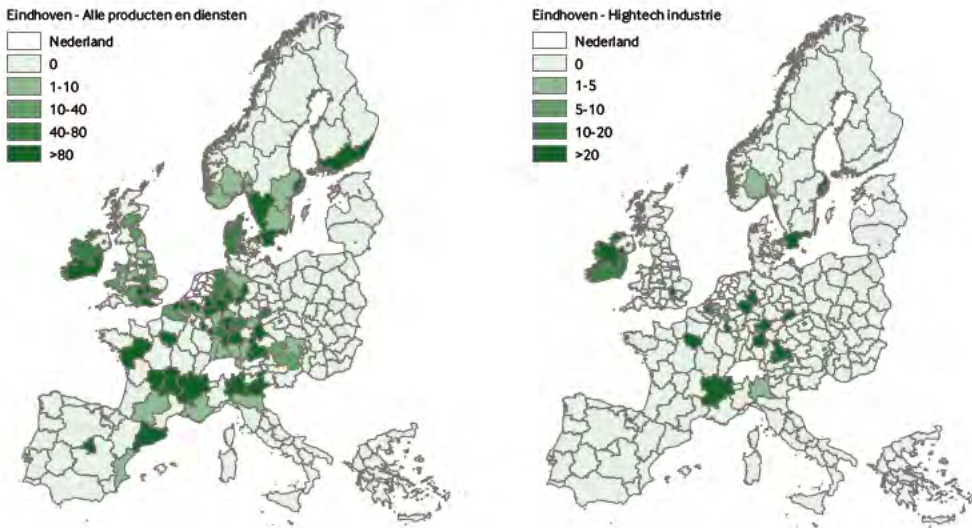 Eindhoven - Alle producten en diensten
Nederland
0
1-10
10-40
40-80
>80
Eindhoven - Hightech industrie
Nederland
0
1-5
5-10
10-20
>20